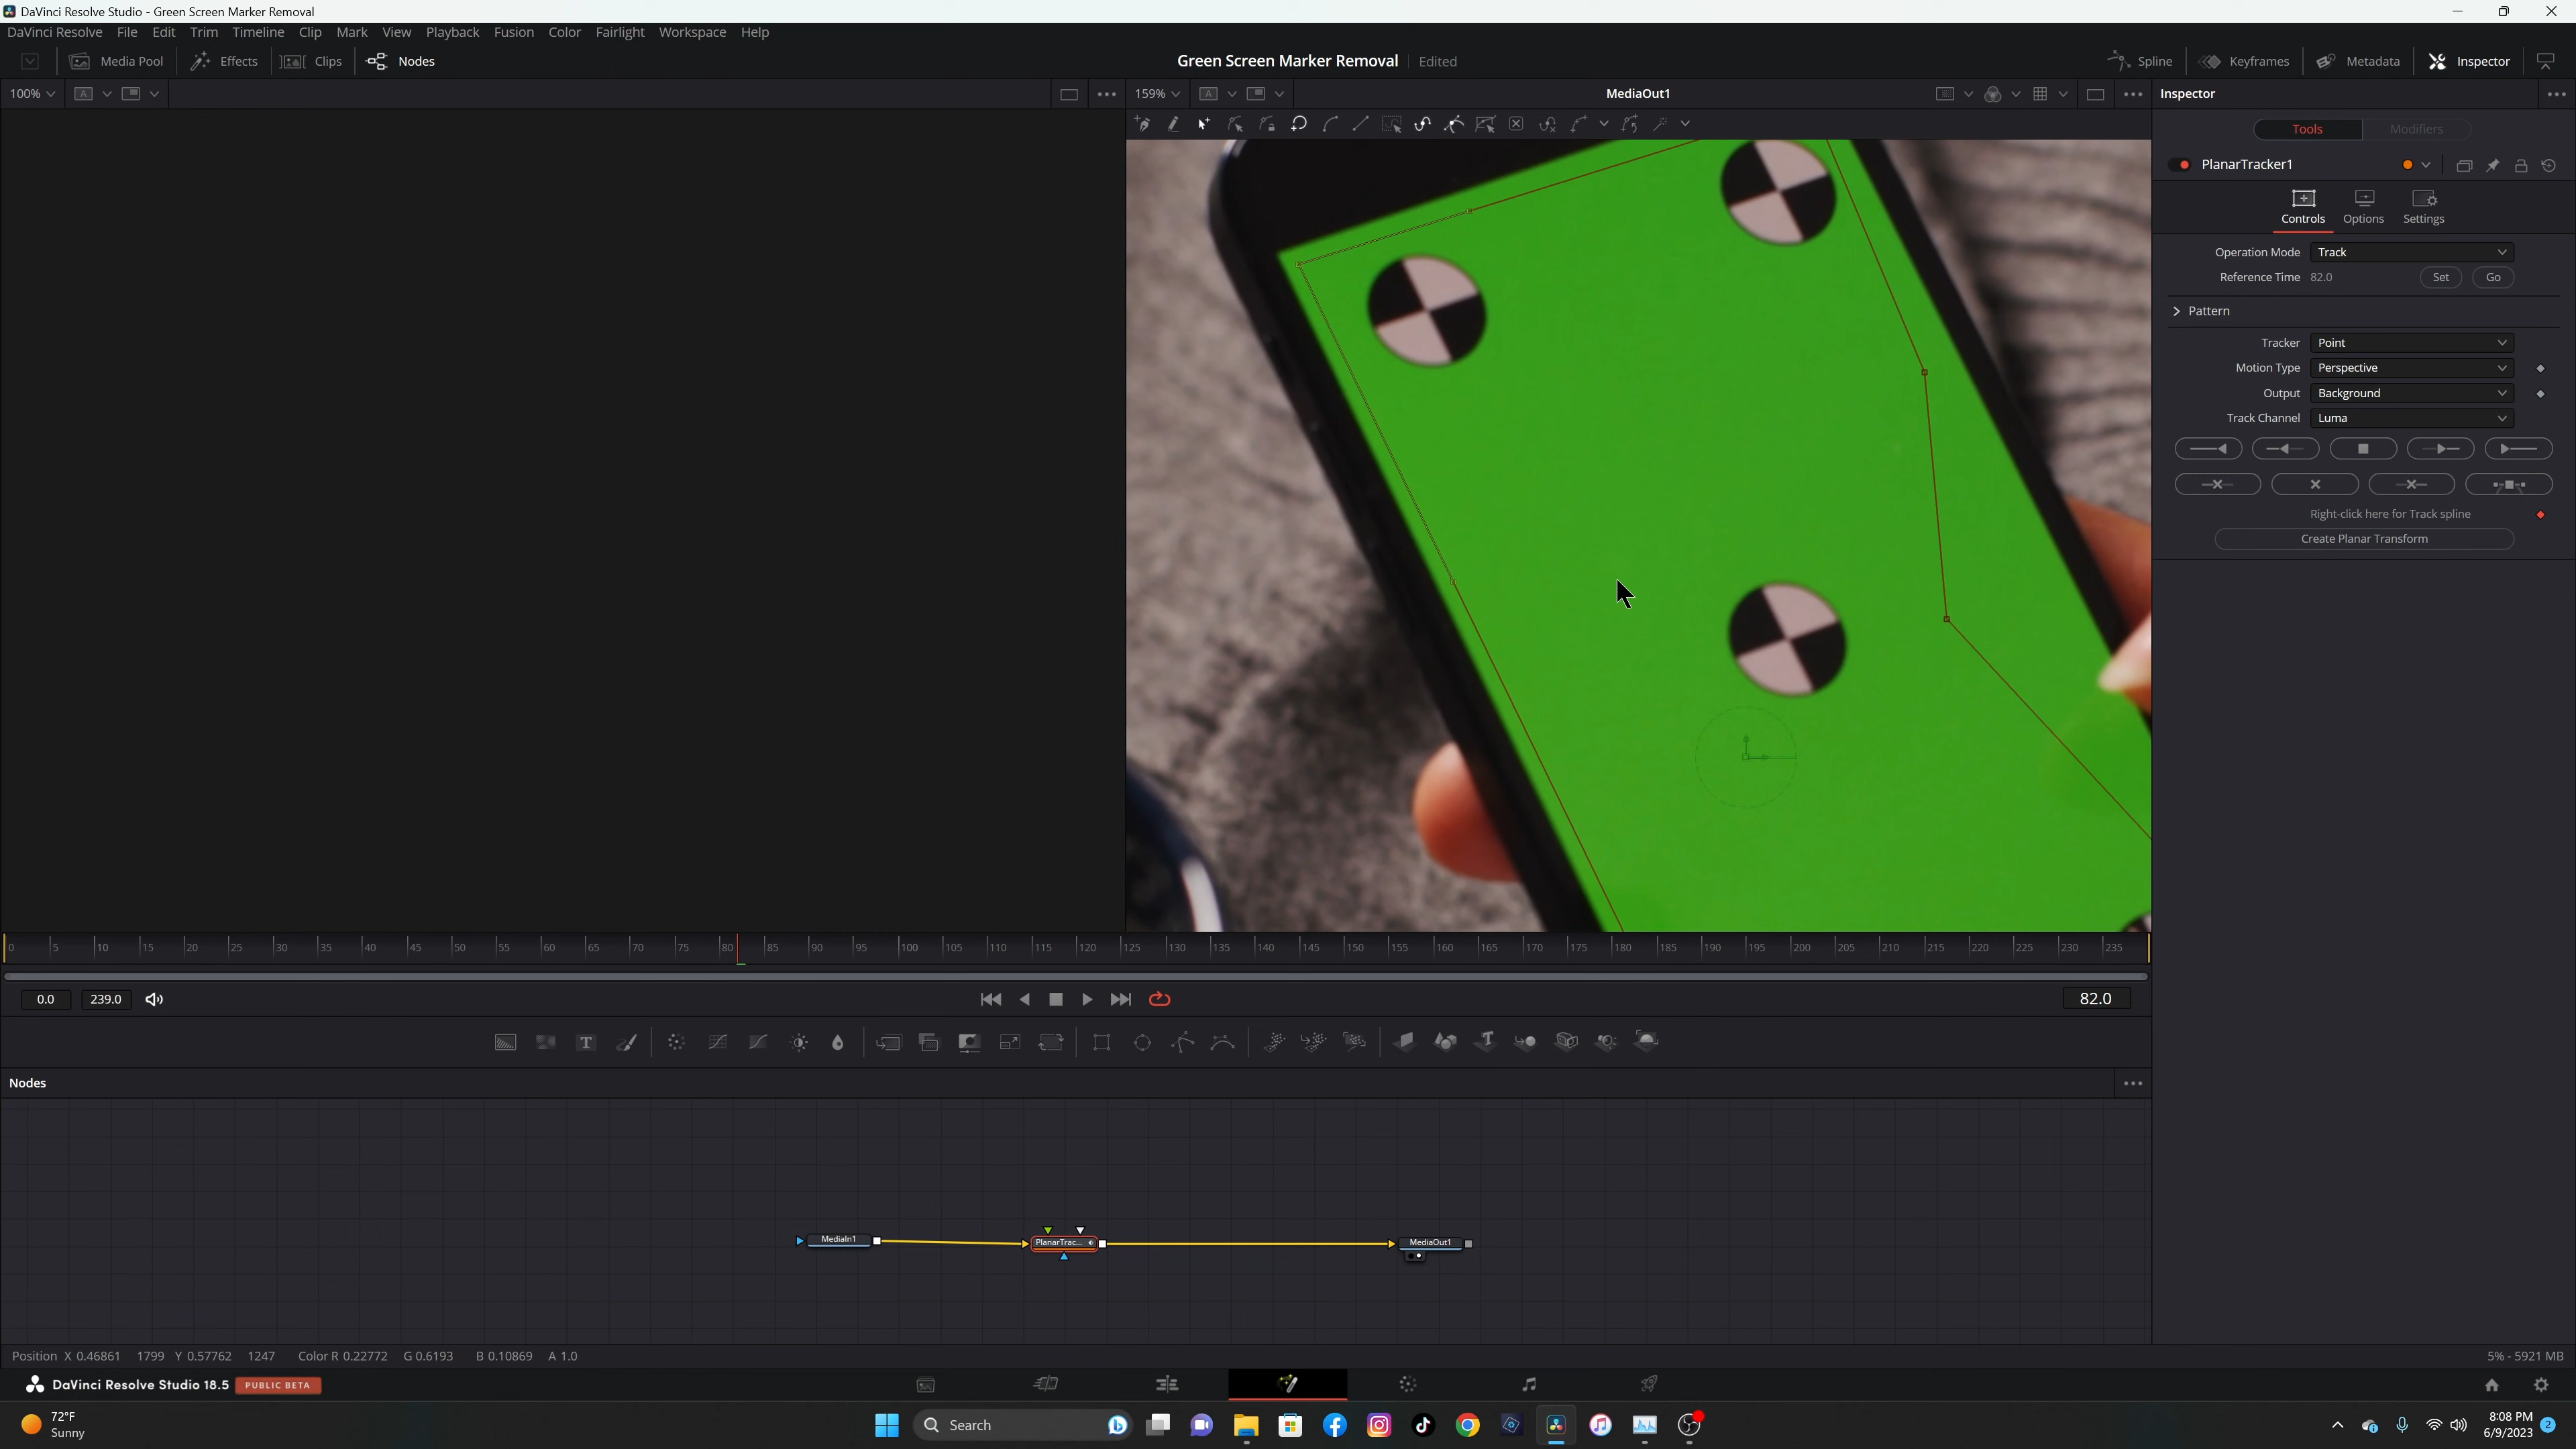 DaVinci Resolve Studio - Green Screen Marker Removal
DaVinci Resolve File Edit Trim Timeline Clip Mark View Playback Fusion Color Fairlight Workspace Help
Media Pool Effects Clips Nodes Green Screen Marker Removal Edited Spline Keyframes Metadata Inspector
100% A 159% A MediaOut1 Inspector
Tools Modifiers
PlanarTracker1
Controls Options Settings
Operation Mode Track
Reference Time 82.0 Set Go
Pattern
Tracker Point
Motion Type Perspective
Output Background
Track Channel Luma
Right-click here for Track spline
Create Planar Transform
0 5 10 15 20 25 30 35 40 45 50 55 60 65 70 75 80 85 90 95 100 105 110 115 120 125 130 135 140 145 150 155 160 165 170 175 180 185 190 195 200 205 210 215 220 225 230 235
0.0 239.0 82.0
T T
Nodes
MediaIn1 PlanarTrac... MediaOut1
Position X 0.46861 1799 Y 0.57762 1247 Color R 0.22772 G 0.6193 B 0.10869 A 1.0 5% - 5921 MB
DaVinci Resolve Studio 18.5 PUBLIC BETA
72°F
Sunny
Search
8:08 PM
6/9/2023 2